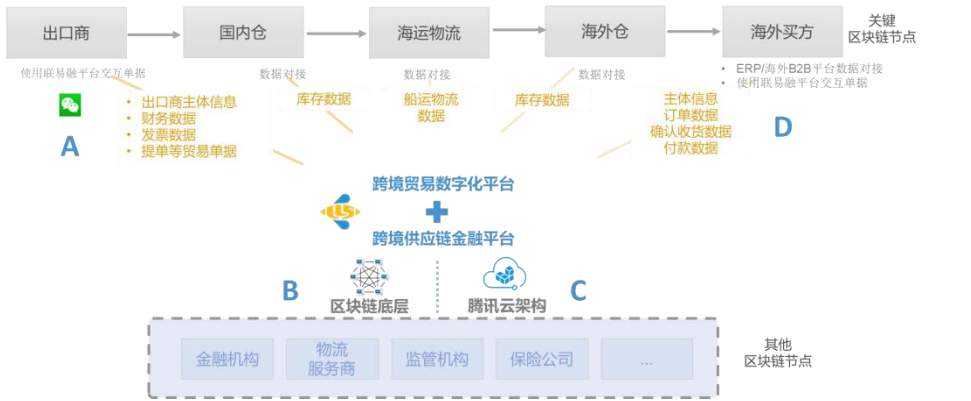 出口商
国内仓
海运物流
海外仓
海外买方
关键
区块链节点
使用联易融平台交互单据
数据对接
数据对接
数据对接
• ERP/海外B2B平台数据对接
• 使用联易融平台交互单据
A
• 出口商主体信息
• 财务数据
• 发票数据
• 提单等贸易单据
库存数据
船运物流
数据
库存数据
主体信息
订单数据
确认收货数据
付款数据
D
跨境贸易数字化平台
跨境供应链金融平台
B
区块链底层
腾讯云架构
C
金融机构
物流
服务商
监管机构
保险公司
...
其他
区块链节点